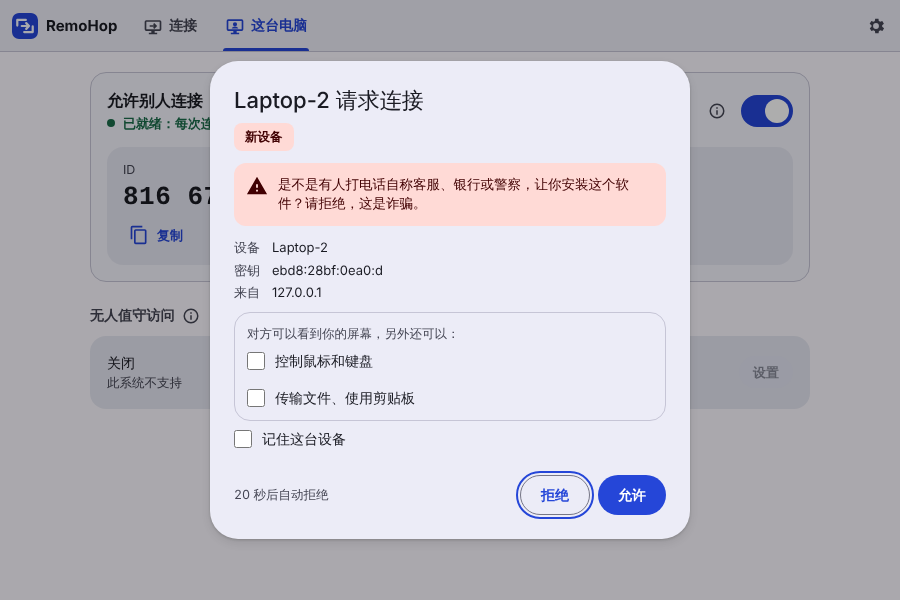 RemoHop
连接
这台电脑
允许别人连接
已就绪：每次连
ID
816 67
复制
无人值守访问
关闭
此系统不支持
设置
Laptop-2 请求连接
新设备
是不是有人打电话自称客服、银行或警察，让你安装这个软
件？请拒绝，这是诈骗。
设备 Laptop-2
密钥 ebd8:28bf:0ea0:d
来自 127.0.0.1
对方可以看到你的屏幕，另外还可以：
控制鼠标和键盘
传输文件、使用剪贴板
记住这台设备
20 秒后自动拒绝
拒绝
允许